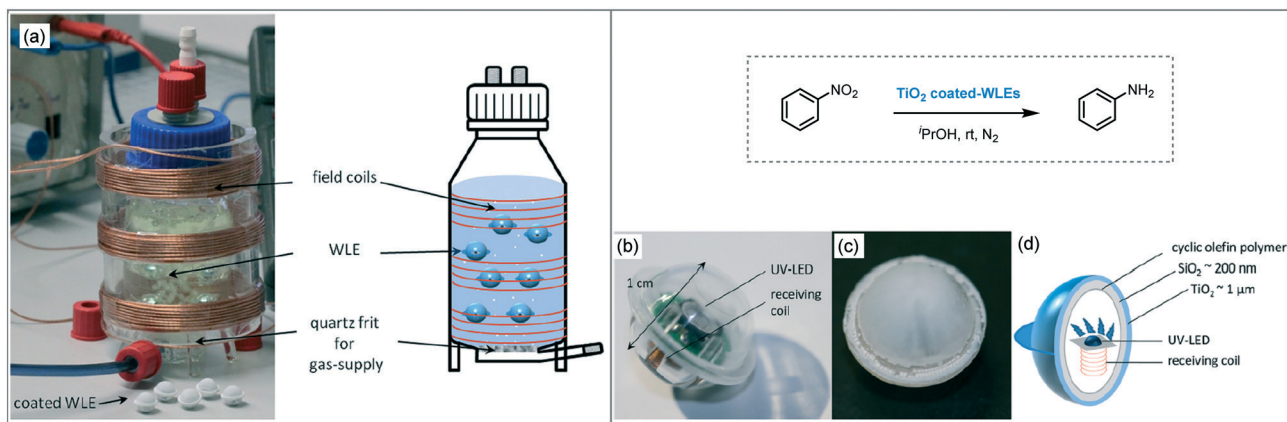 (a)
field coils
WLE
quartz frit
for
gas-supply
coated WLE
NO₂
TiO₂ coated-WLEs
ⁱPrOH, rt, N₂
NH₂
(b)
1 cm
UV-LED
receiving
coil
(c)
(d)
cyclic olefin polymer
SiO₂ ~ 200 nm
TiO₂ ~ 1 μm
UV-LED
receiving coil